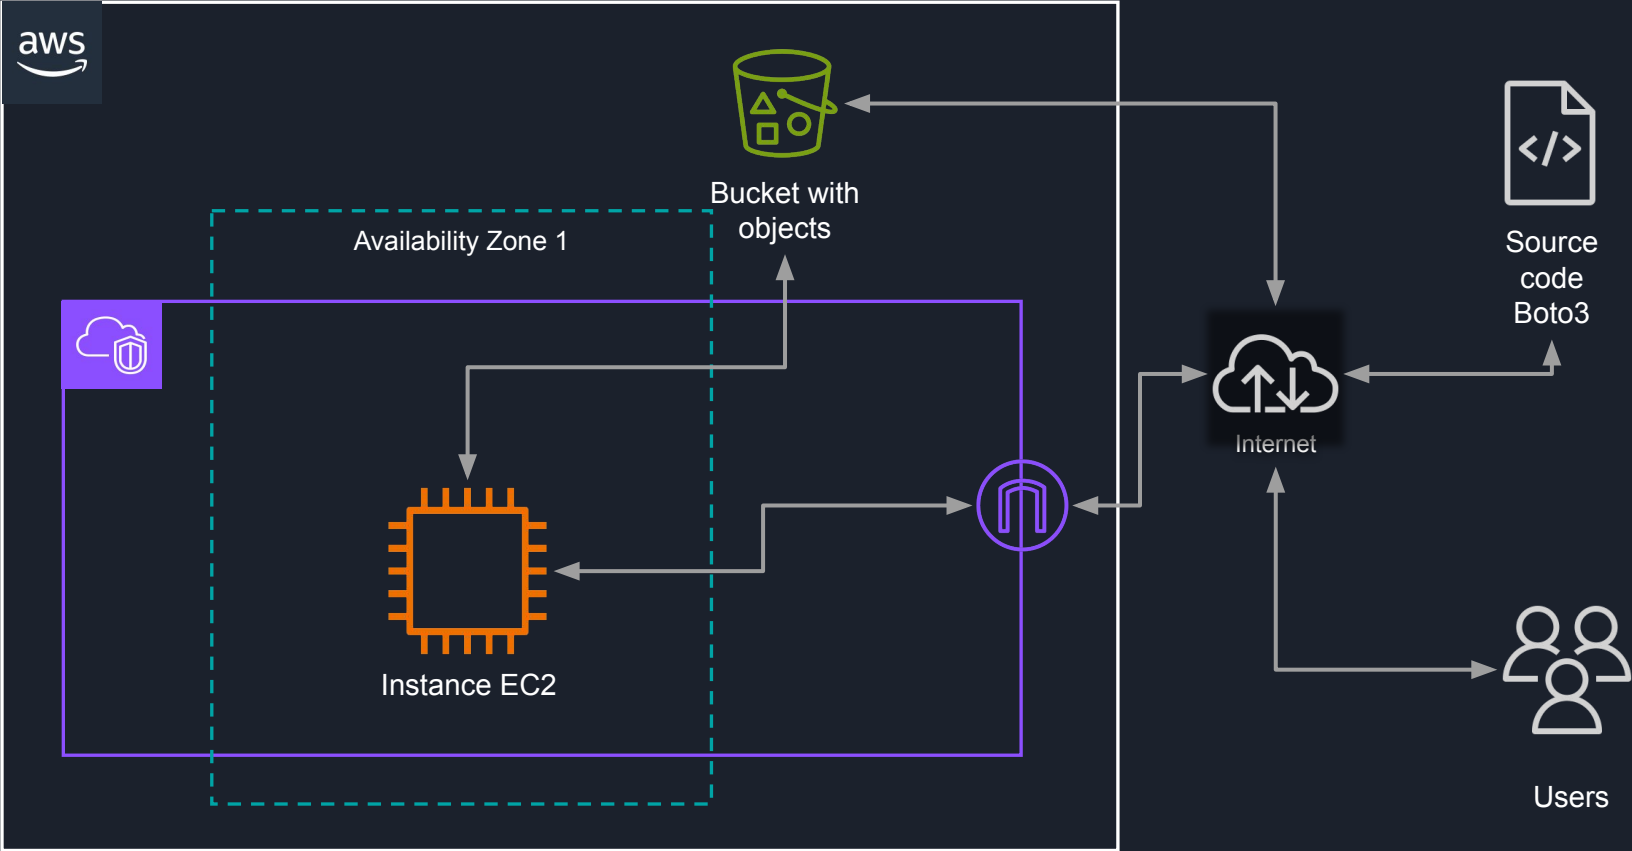 aws
Bucket with
objects
Availability Zone 1
Source
code
Boto3
Internet
Instance EC2
Users